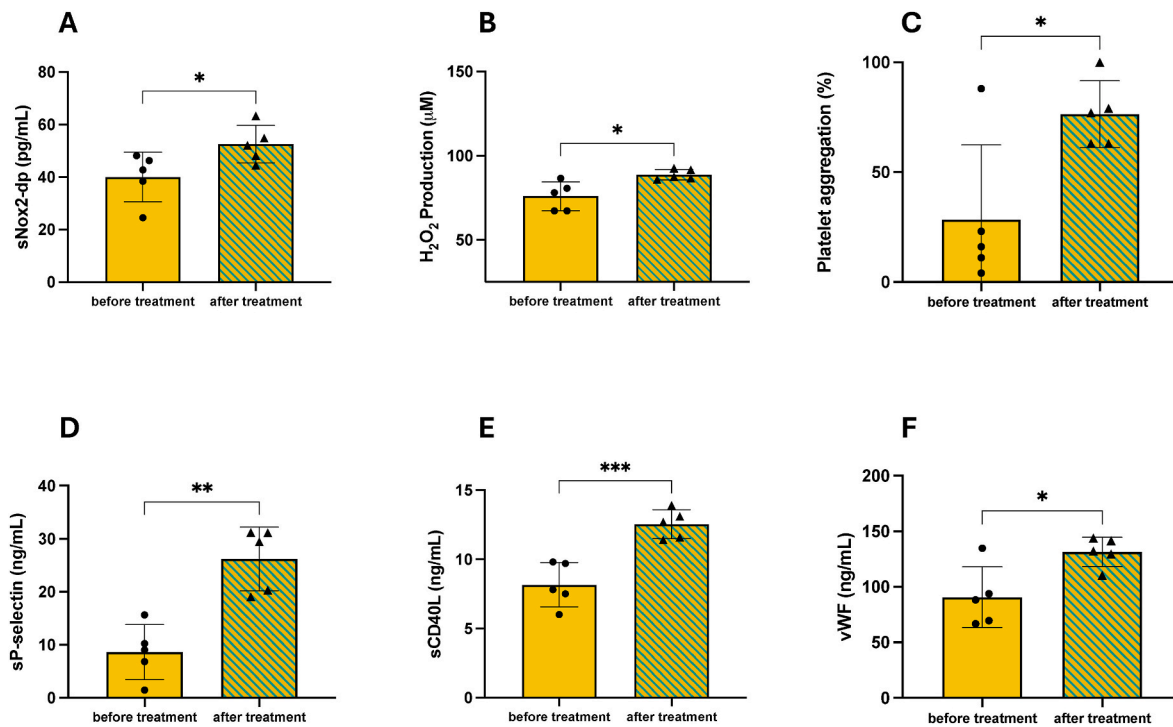 A
sNox2-dp (pg/mL)
80
60
40
20
0
*
before treatment
after treatment
B
H₂O₂ Production (μM)
150
100
50
*
before treatment
after treatment
C
Platelet aggregation (%)
100
50
0
*
before treatment
after treatment
D
sP-selectin (ng/mL)
40
30
20
10
0
**
before treatment
after treatment
E
sCD40L (ng/mL)
15
10
5
0
***
before treatment
after treatment
F
vWF (ng/mL)
200
150
100
50
0
*
before treatment
after treatment